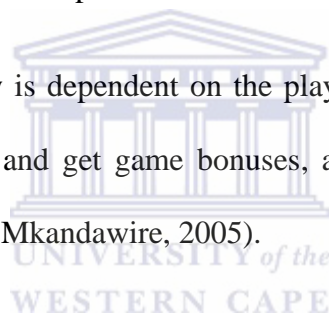 y is dependent on the play
and get game bonuses, a
Mkandawire, 2005).
UNIVERSITY of the
WESTERN CAPE